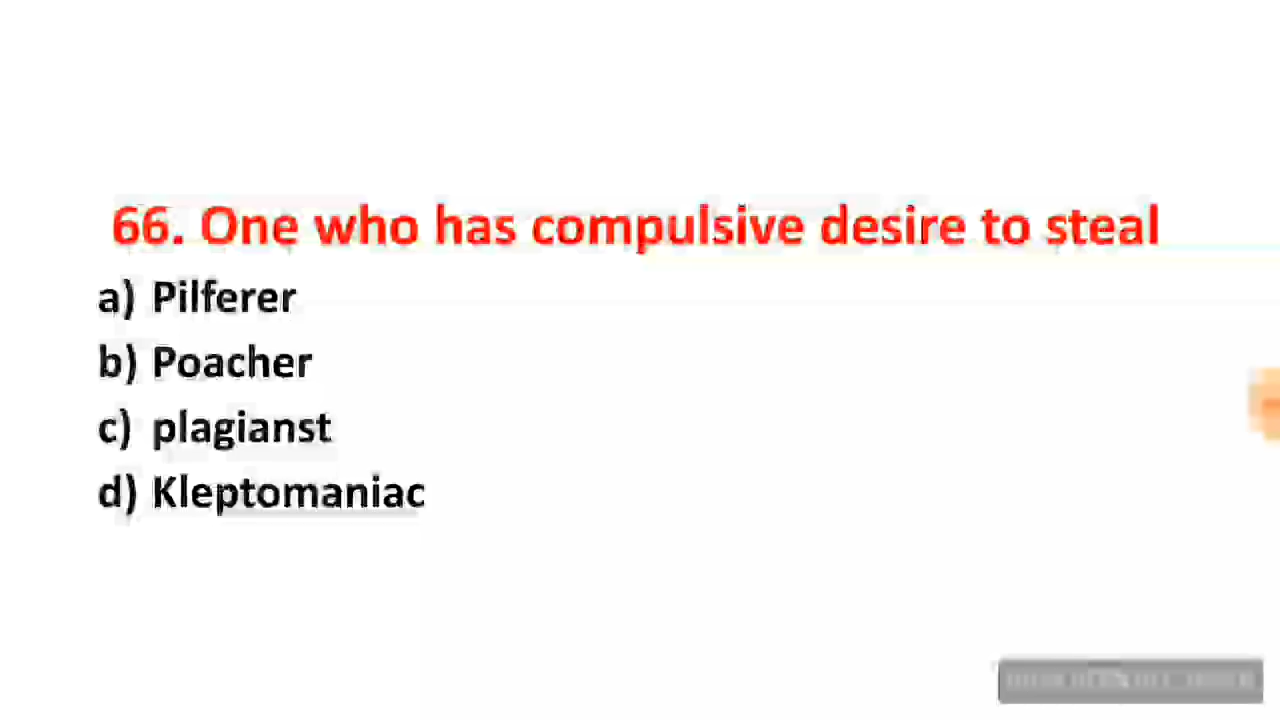 66. One who has compulsive desire to steal
a) Pilferer
b) Poacher
c) plagianst
d) Kleptomaniac